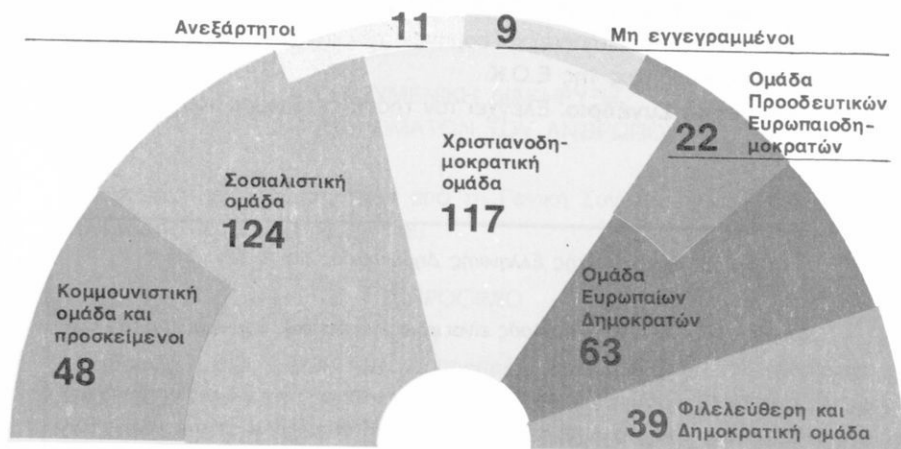 Ανεξάρτητοι 11
9 Μη εγγεγραμμένοι
Ομάδα
Προοδευτικών
Ευρωπαιοδη-
μοκρατών
22
Χριστιανοδη-
μοκρατική
ομάδα
117
Σοσιαλιστική
ομάδα
124
Κομμουνιστική
ομάδα και
προσκείμενοι
48
Ομάδα
Ευρωπαίων
Δημοκρατών
63
39 Φιλελεύθερη και
Δημοκρατική ομάδα